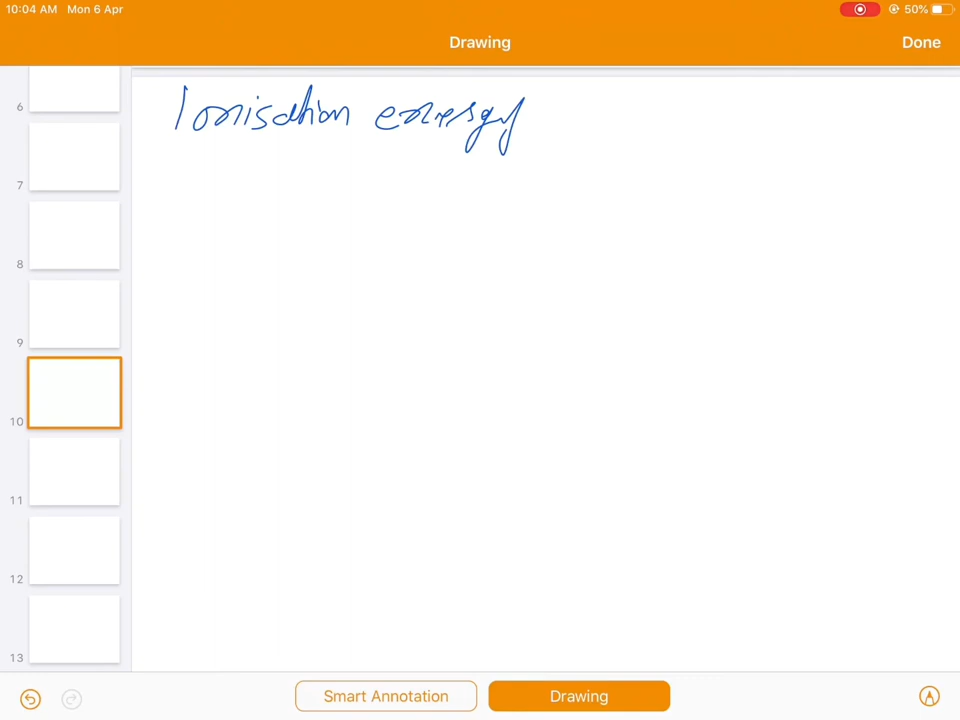 10:04 AM Mon 6 Apr
50%
Drawing
Done
Ionisation energy
6
7
8
9
10
11
12
13
Smart Annotation
Drawing